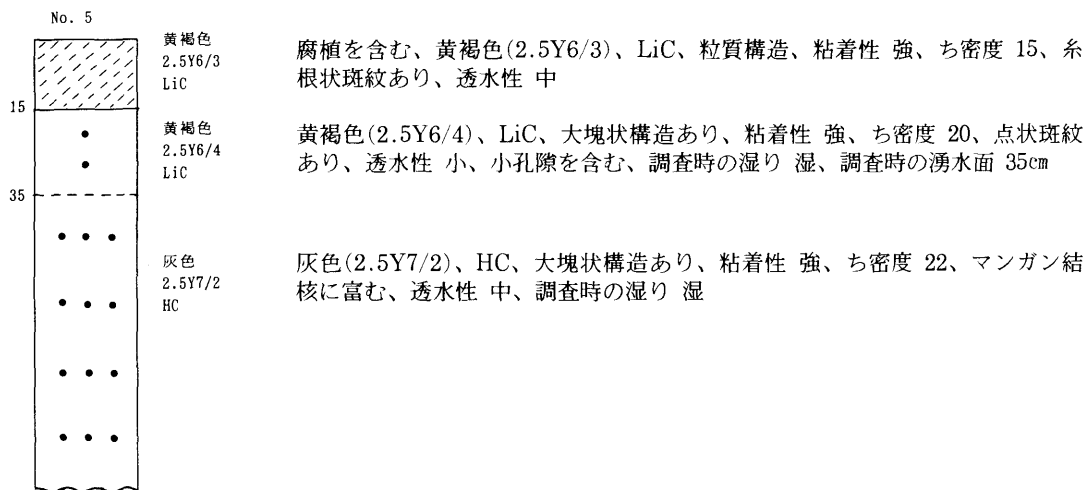 No. 5
黄褐色
2.5Y6/3
LiC
腐植を含む、黄褐色(2.5Y6/3)、LiC、粒質構造、粘着性 強、ち密度 15、糸
根状斑紋あり、透水性 中
15
黄褐色
2.5Y6/4
LiC
黄褐色(2.5Y6/4)、LiC、大塊状構造あり、粘着性 強、ち密度 20、点状斑紋
あり、透水性 小、小孔隙を含む、調査時の湿り 湿、調査時の湧水面 35cm
35
灰色
2.5Y7/2
HC
灰色(2.5Y7/2)、HC、大塊状構造あり、粘着性 強、ち密度 22、マンガン結
核に富む、透水性 中、調査時の湿り 湿